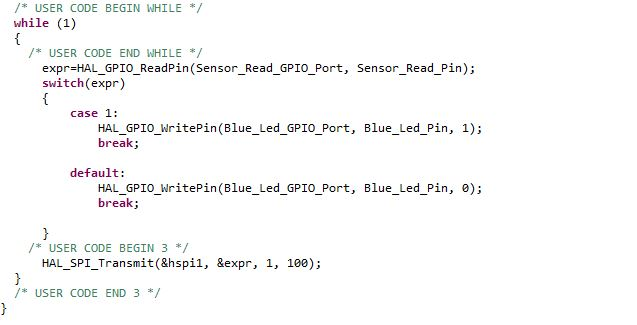 /* USER CODE BEGIN WHILE */
while (1)
{
/* USER CODE END WHILE */
expr=HAL_GPIO_ReadPin(Sensor_Read_GPIO_Port, Sensor_Read_Pin);
switch(expr)
{
case 1:
HAL_GPIO_WritePin(Blue_Led_GPIO_Port, Blue_Led_Pin, 1);
break;
default:
HAL_GPIO_WritePin(Blue_Led_GPIO_Port, Blue_Led_Pin, 0);
break;
}
/* USER CODE BEGIN 3 */
HAL_SPI_Transmit(&hspi1, &expr, 1, 100);
}
/* USER CODE END 3 */
}